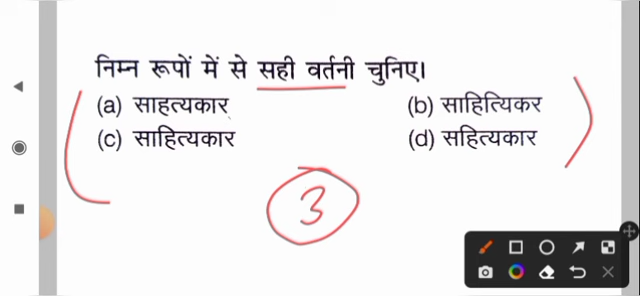 निम्न रूपों में से सही वर्तनी चुनिए।
(a) साहत्यकार (b) साहित्यिकर
(c) साहित्यकार (d) सहित्यकार
3